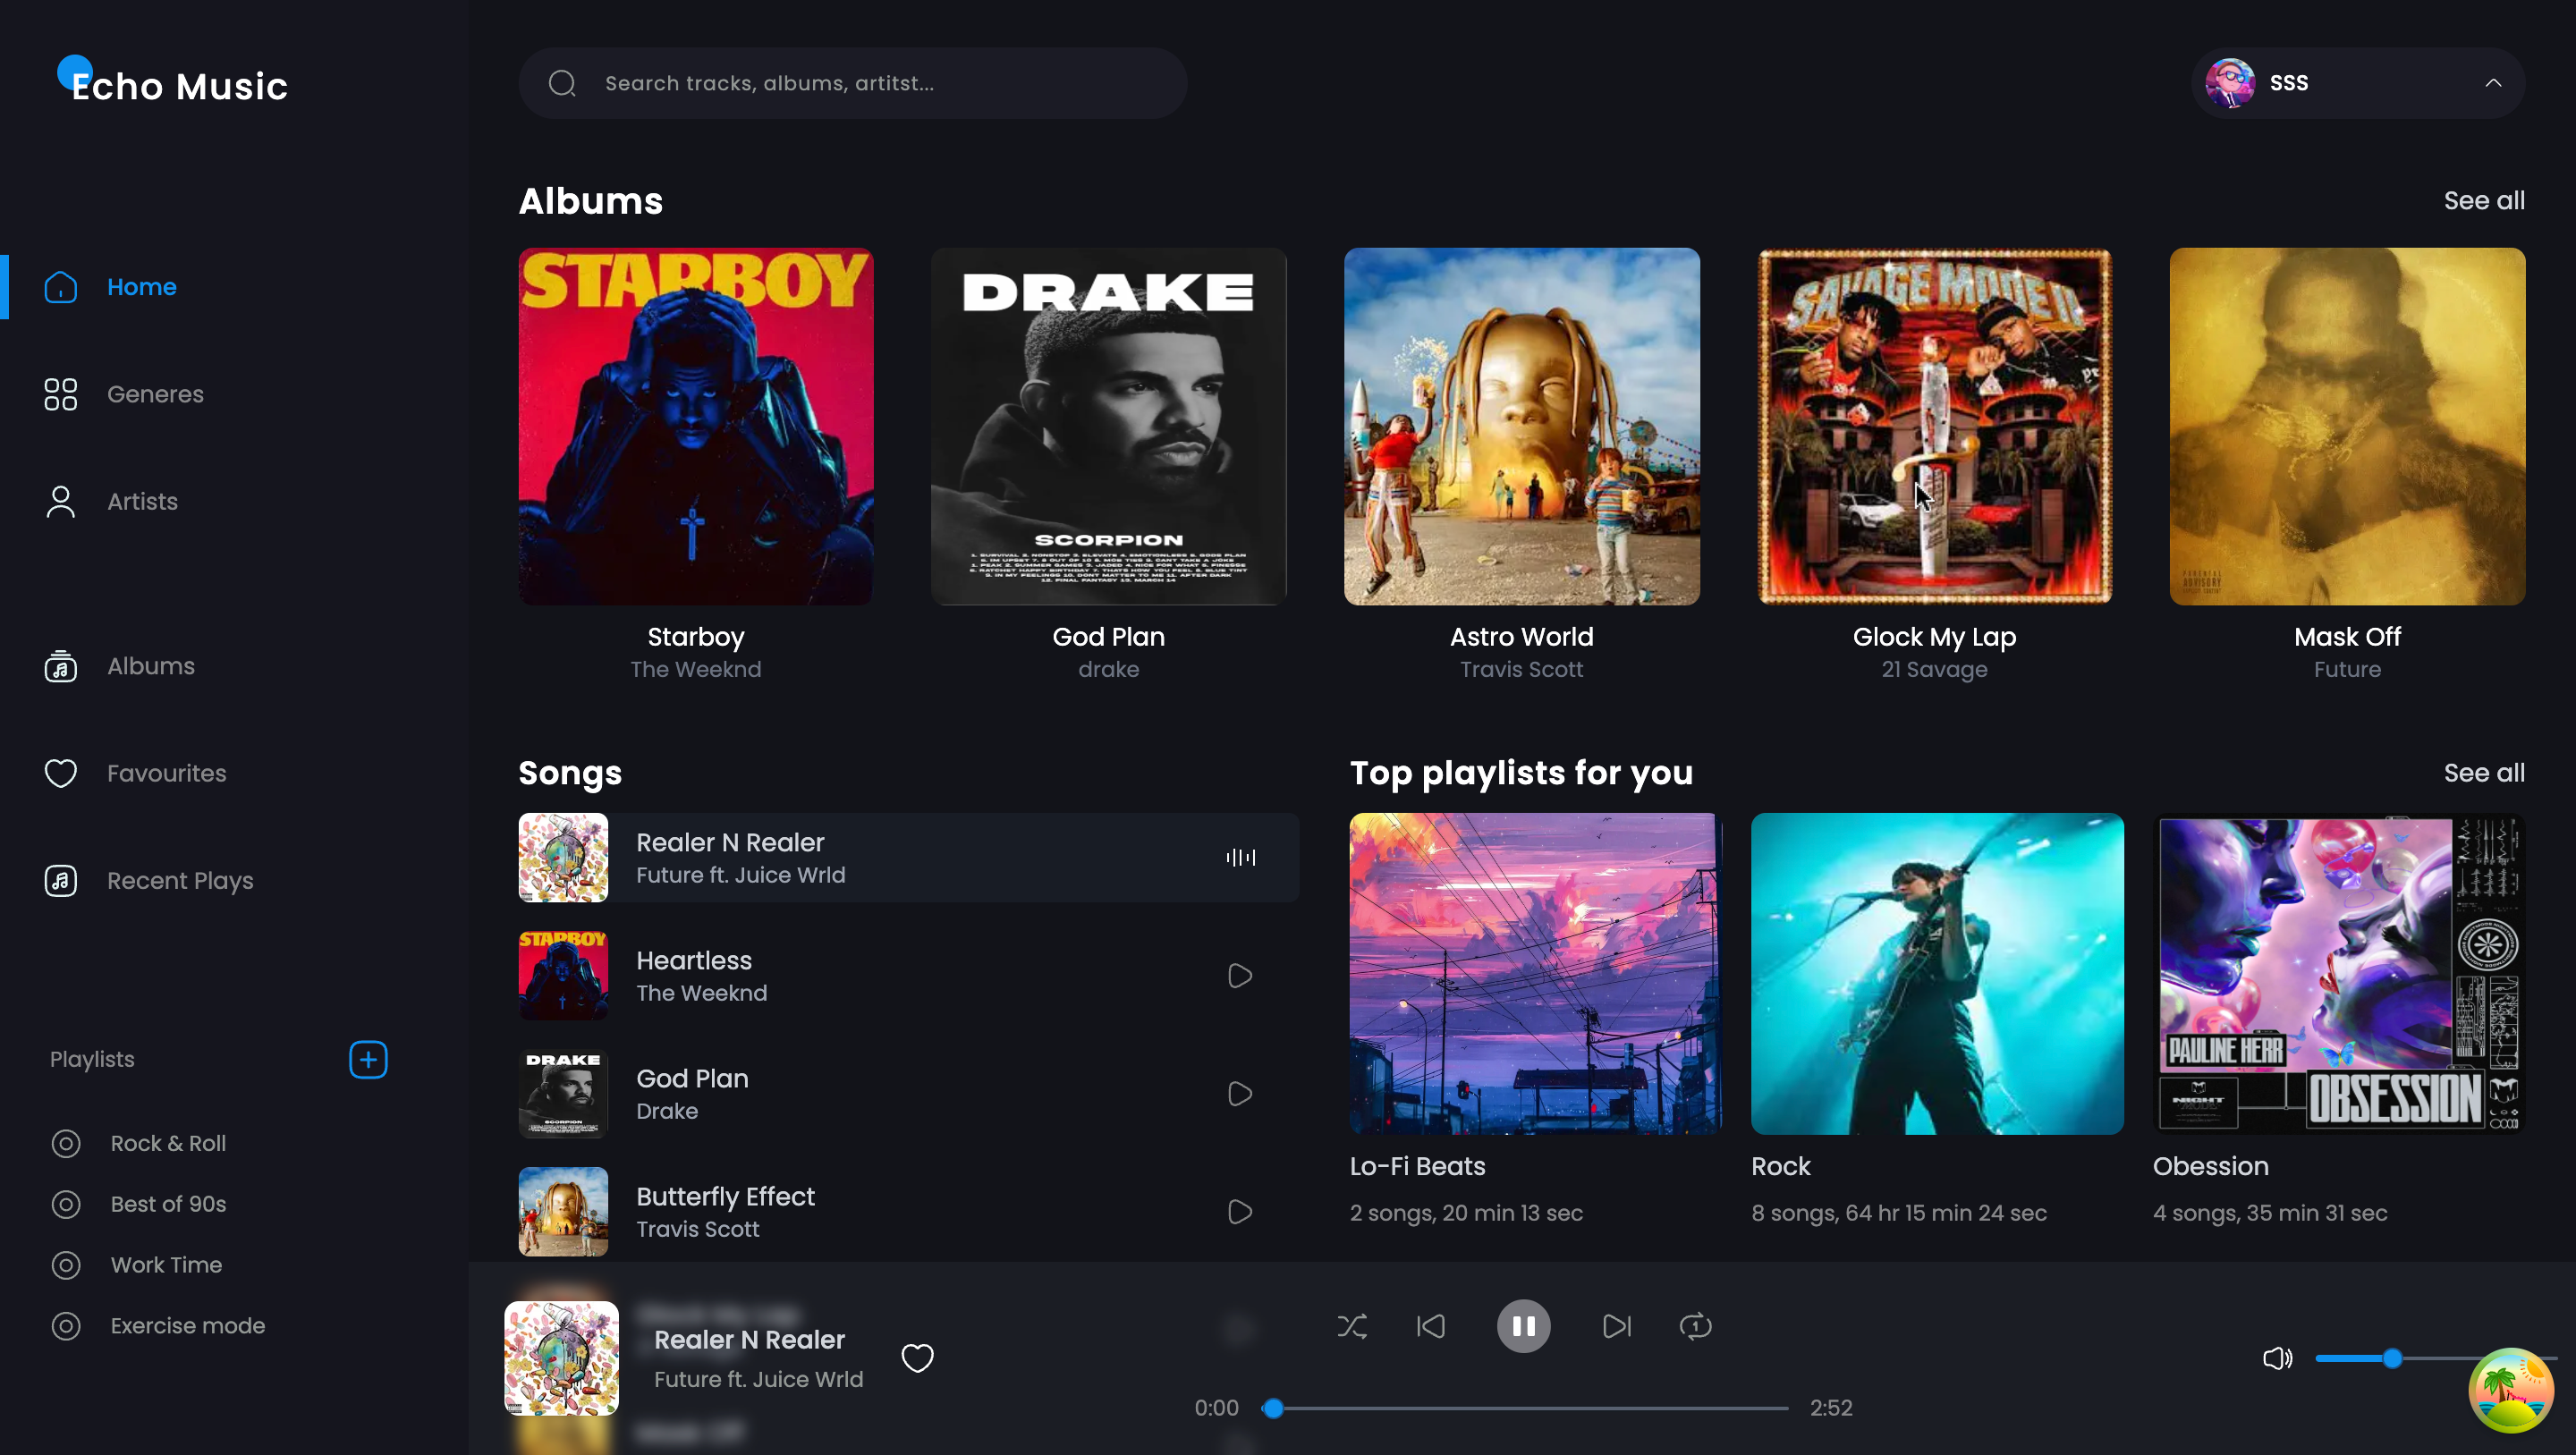 Echo Music
Search tracks, albums, artitst...
SSS
Home
Generes
Artists
Albums
Favourites
Recent Plays
Playlists
Rock & Roll
Best of 90s
Work Time
Exercise mode
Albums
See all
STARBOY
DRAKE
SCORPION
SAVAGE MODE II
Starboy
The Weeknd
God Plan
drake
Astro World
Travis Scott
Glock My Lap
21 Savage
Mask Off
Future
Songs
Realer N Realer
Future ft. Juice Wrld
STARBOY
Heartless
The Weeknd
DRAKE
SCORPION
God Plan
Drake
Butterfly Effect
Travis Scott
Top playlists for you
See all
PAULINE HERR
OBSESSION
Lo-Fi Beats
2 songs, 20 min 13 sec
Rock
8 songs, 64 hr 15 min 24 sec
Obession
4 songs, 35 min 31 sec
Realer N Realer
Future ft. Juice Wrld
1
0:00
2:52